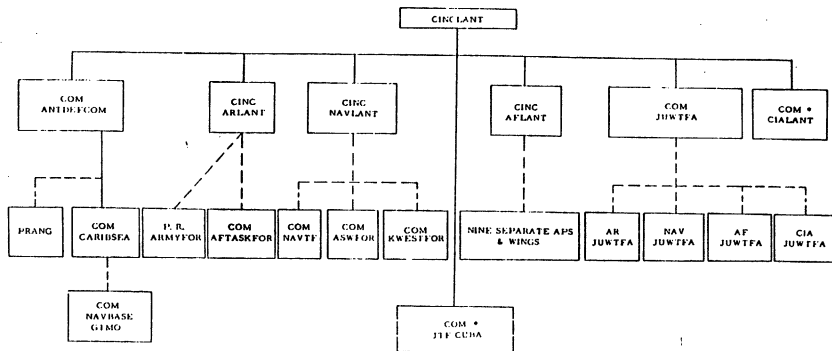 CINCLANT
COM
ANTDEFCOM
CINC
ARLANT
CINC
NAVLANT
CINC
AFLANT
COM
JUWTFA
COM *
CIALANT
PRANG
COM
CARIBSEA
P. R.
ARMYFOR
COM
AFTASKFOR
COM
NAVTF
COM
ASWFOR
COM
KWESTFOR
NINE SEPARATE APS
& WINGS
AR
JUWTFA
NAV
JUWTFA
AF
JUWTFA
CIA
JUWTFA
COM
NAVBASE
GTMO
COM *
JTF CUBA